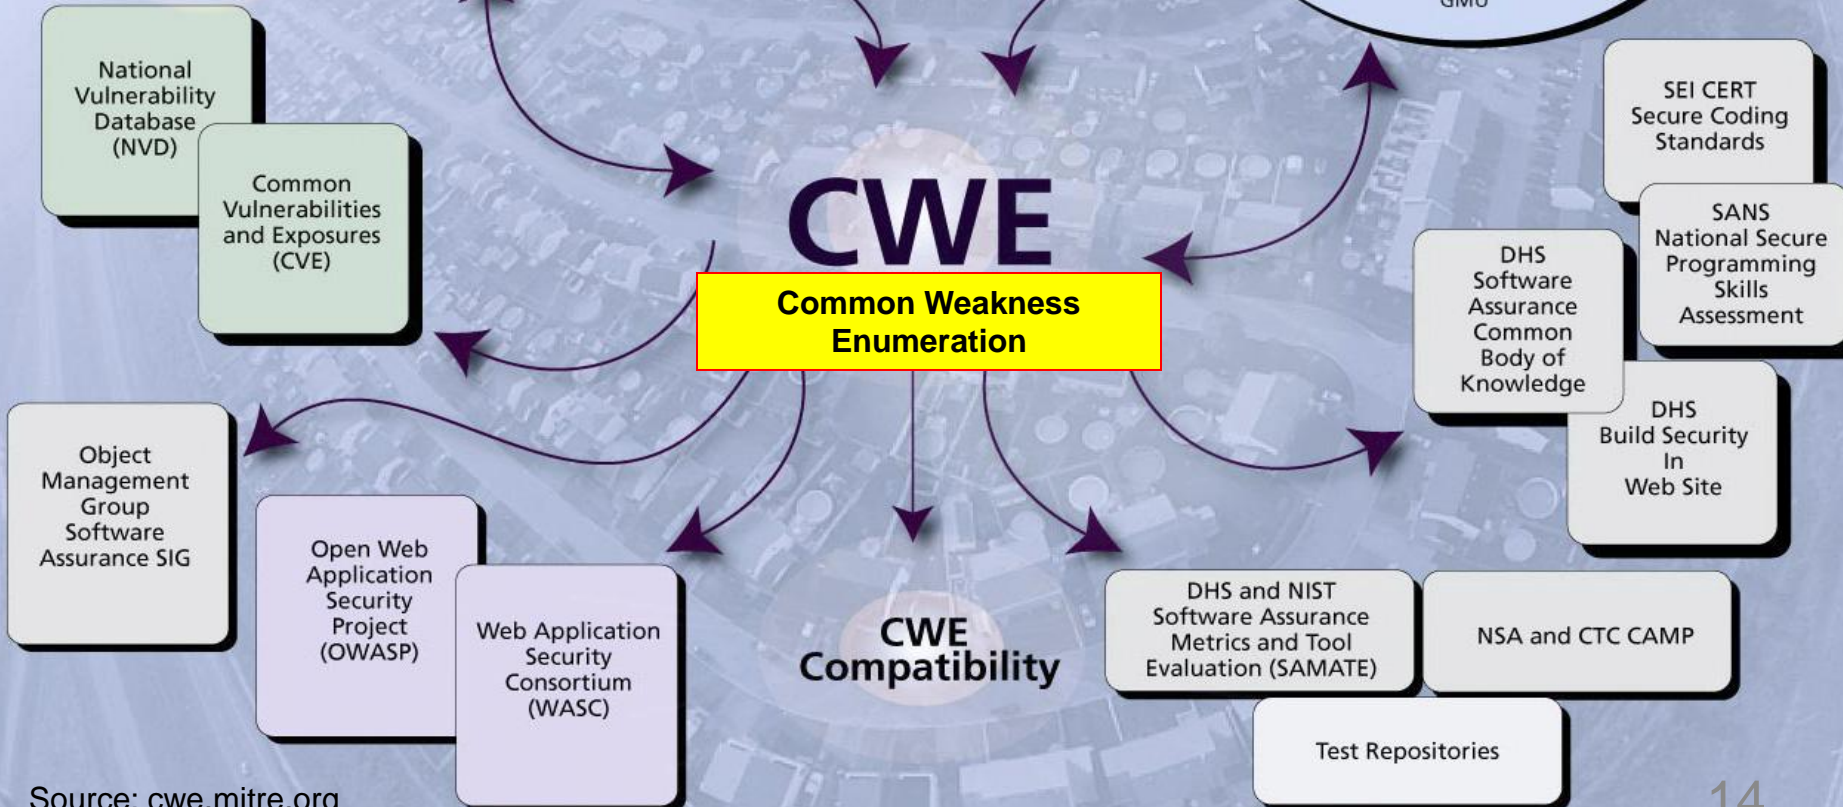 GMU
National
Vulnerability
Database
(NVD)
Common
Vulnerabilities
and Exposures
(CVE)
CWE
Common Weakness
Enumeration
SEI CERT
Secure Coding
Standards
SANS
National Secure
Programming
Skills
Assessment
DHS
Software
Assurance
Common
Body of
Knowledge
DHS
Build Security
In
Web Site
Object
Management
Group
Software
Assurance SIG
Open Web
Application
Security
Project
(OWASP)
Web Application
Security
Consortium
(WASC)
CWE
Compatibility
DHS and NIST
Software Assurance
Metrics and Tool
Evaluation (SAMATE)
NSA and CTC CAMP
Test Repositories
Source: cwe.mitre.org
14